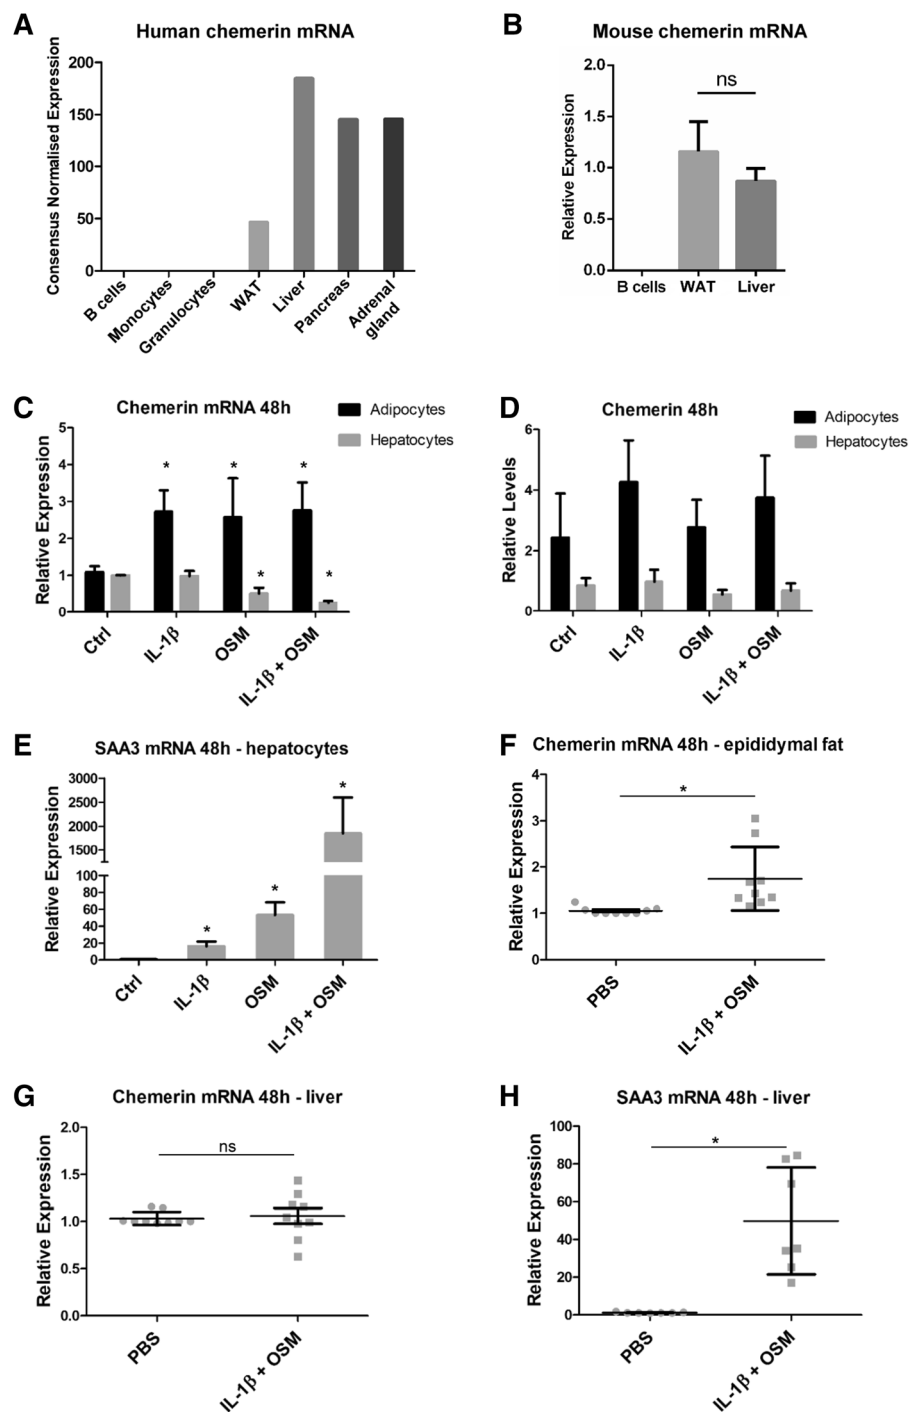 A
Human chemerin mRNA
Consensus Normalised Expression
200
150
100
50
0
B cells
Monocytes
Granulocytes
WAT
Liver
Pancreas
Adrenal
gland
B
Mouse chemerin mRNA
Relative Expression
2.0
1.5
1.0
0.5
0.0
ns
B cells
WAT
Liver
C
Chemerin mRNA 48h
Adipocytes
Hepatocytes
Relative Expression
5
4
3
2
1
0
*
*
*
*
*
Ctrl
IL-1β
OSM
IL-1β + OSM
D
Chemerin 48h
Adipocytes
Hepatocytes
Relative Levels
6
4
2
0
Ctrl
IL-1β
OSM
IL-1β + OSM
E
SAA3 mRNA 48h - hepatocytes
Relative Expression
3000
2500
2000
1500
100
80
60
40
20
0
*
*
*
Ctrl
IL-1β
OSM
IL-1β + OSM
F
Chemerin mRNA 48h - epididymal fat
Relative Expression
4
3
2
1
0
*
PBS
IL-1β + OSM
G
Chemerin mRNA 48h - liver
Relative Expression
2.0
1.5
1.0
0.5
0.0
ns
PBS
IL-1β + OSM
H
SAA3 mRNA 48h - liver
Relative Expression
100
80
60
40
20
0
*
PBS
IL-1β + OSM